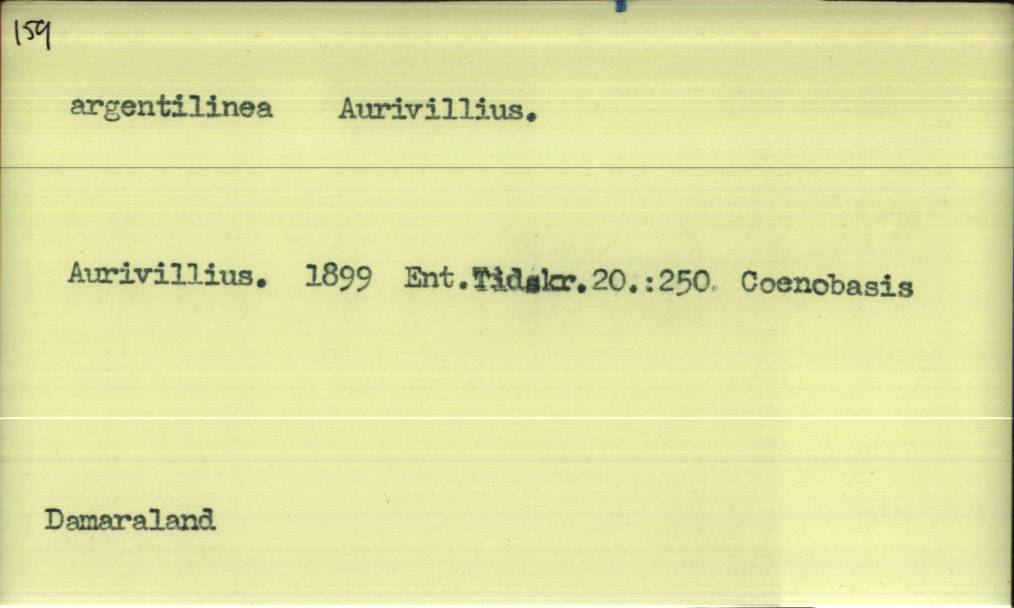 159
argentilinea Aurivillius.
Aurivillius. 1899 Ent.Tidskr.20.:250. Coenobasis
Damaraland